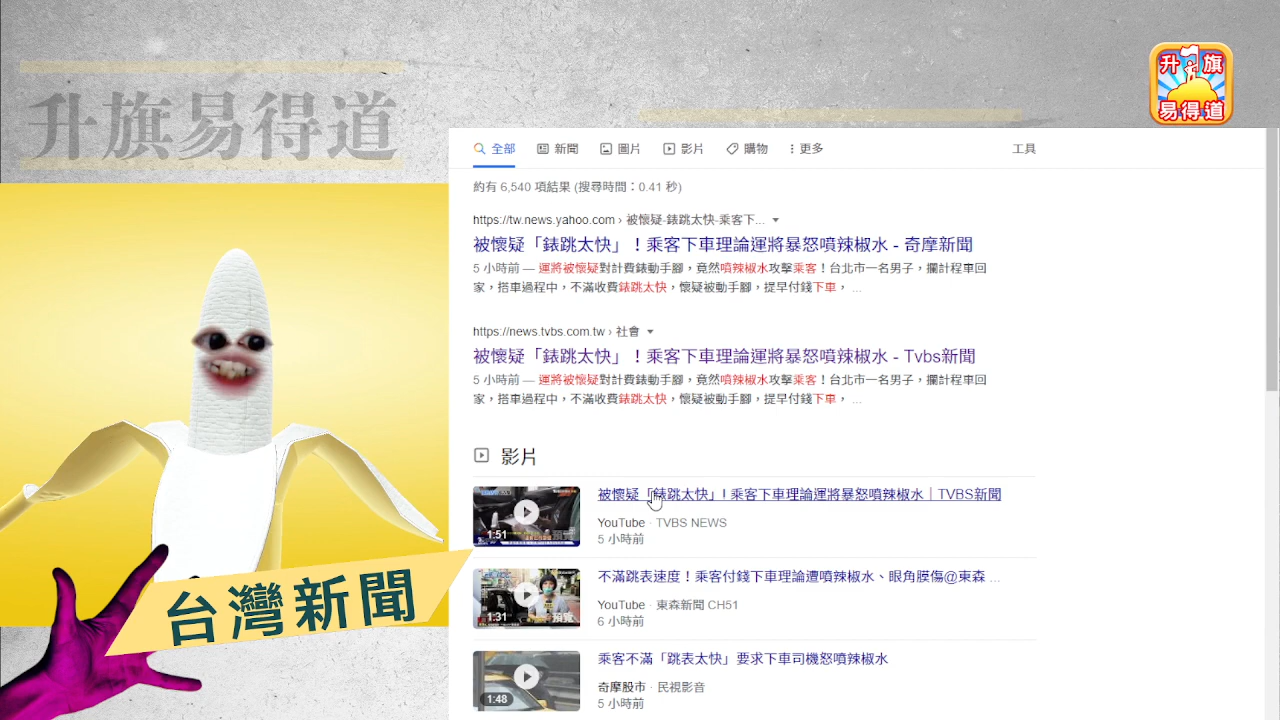 升旗易得道
升旗
易得道
全部 新聞 圖片 影片 購物 更多 工具
約有 6,540 項結果 (搜尋時間：0.41 秒)
https://tw.news.yahoo.com › 被懷疑-錶跳太快-乘客下...
被懷疑「錶跳太快」！乘客下車理論運將暴怒噴辣椒水 - 奇摩新聞
5 小時前 — 運將被懷疑對計費錶動手腳，竟然噴辣椒水攻擊乘客！台北市一名男子，攔計程車回
家，搭車過程中，不滿收費錶跳太快，懷疑被動手腳，提早付錢下車， ...
https://news.tvbs.com.tw › 社會
被懷疑「錶跳太快」！乘客下車理論運將暴怒噴辣椒水 - Tvbs新聞
5 小時前 — 運將被懷疑對計費錶動手腳，竟然噴辣椒水攻擊乘客！台北市一名男子，攔計程車回
家，搭車過程中，不滿收費錶跳太快，懷疑被動手腳，提早付錢下車， ...
影片
被懷疑「錶跳太快」! 乘客下車理論運將暴怒噴辣椒水｜TVBS新聞
1:51
YouTube · TVBS NEWS
5 小時前
不滿跳表速度！乘客付錢下車理論遭噴辣椒水、眼角膜傷@東森 ...
1:31
預覽
YouTube · 東森新聞 CH51
6 小時前
乘客不滿「跳表太快」要求下車司機怒噴辣椒水
1:48
奇摩股市 · 民視影音
5 小時前
台灣新聞